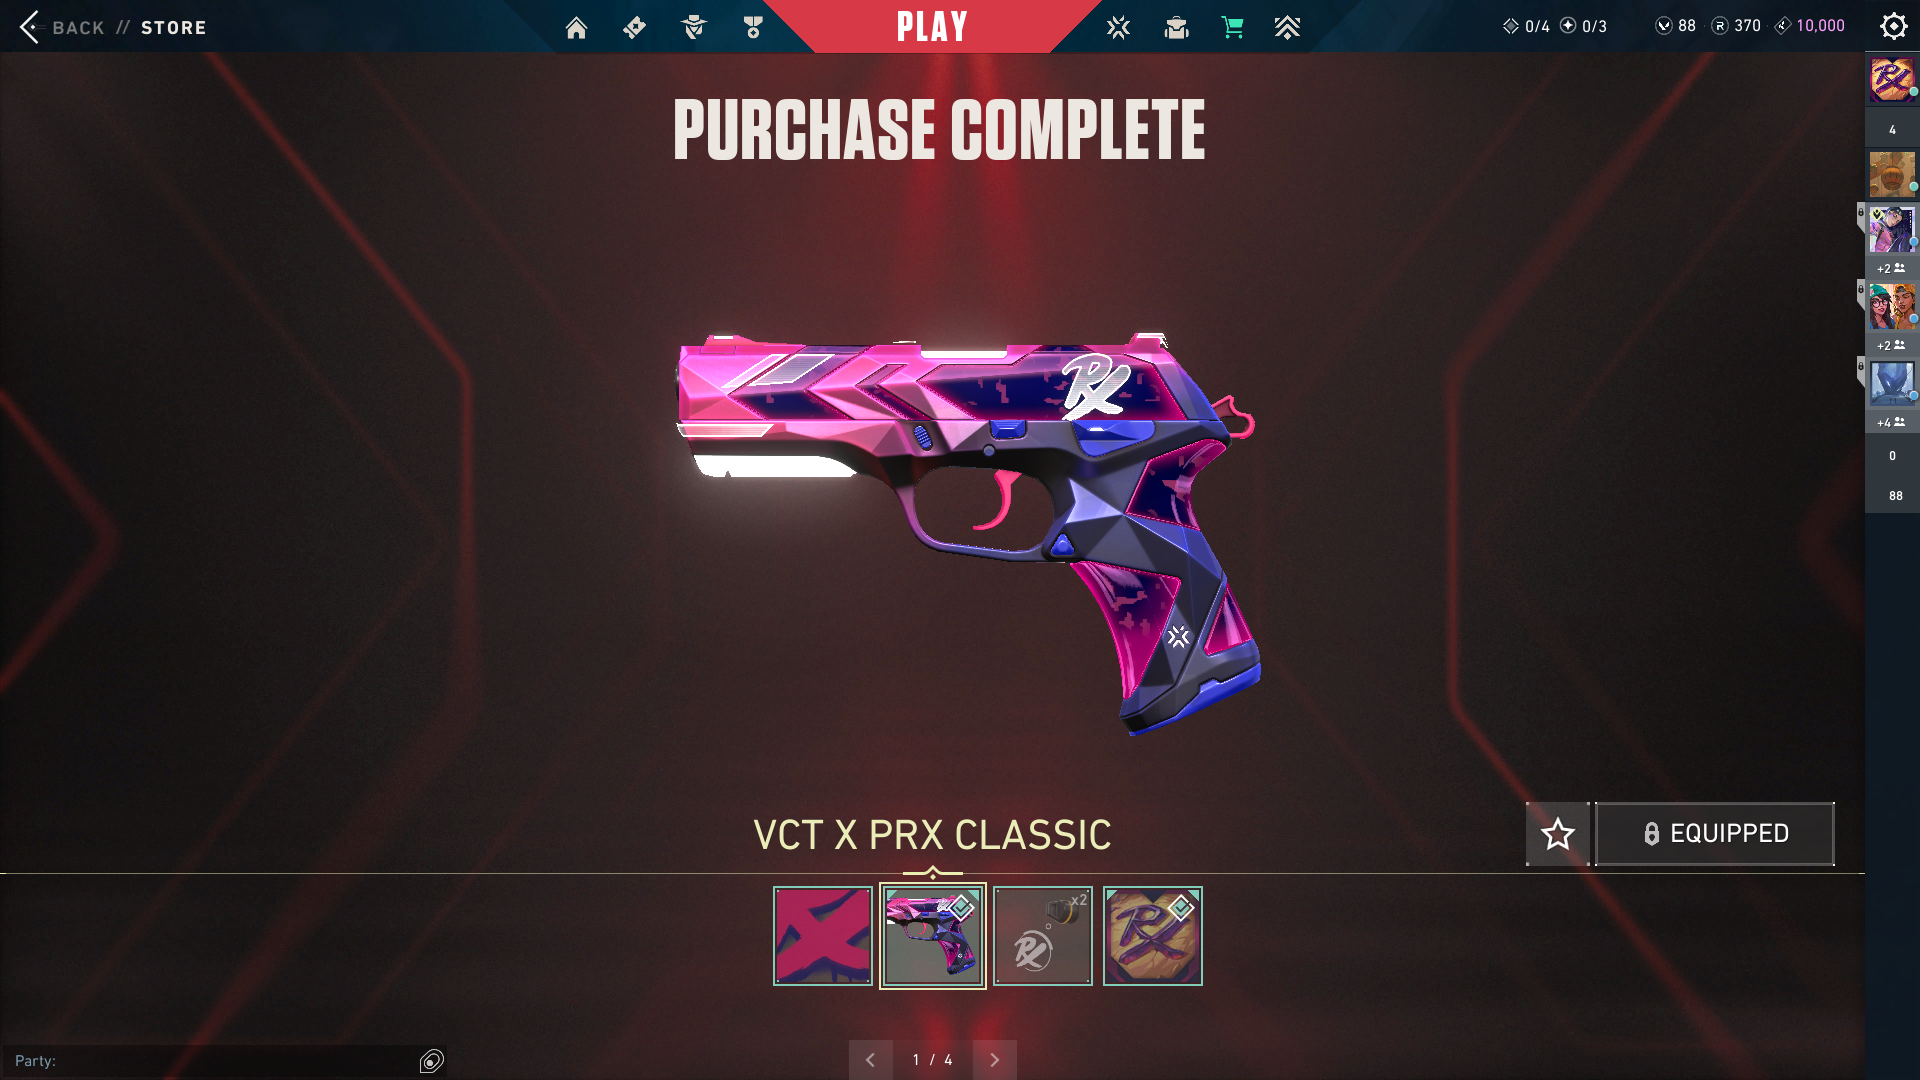 BACK // STORE
PLAY
0/4
0/3
88
370
10,000
PURCHASE COMPLETE
4
+2
+2
+4
0
88
VCT X PRX CLASSIC
EQUIPPED
x2
Party:
1 / 4